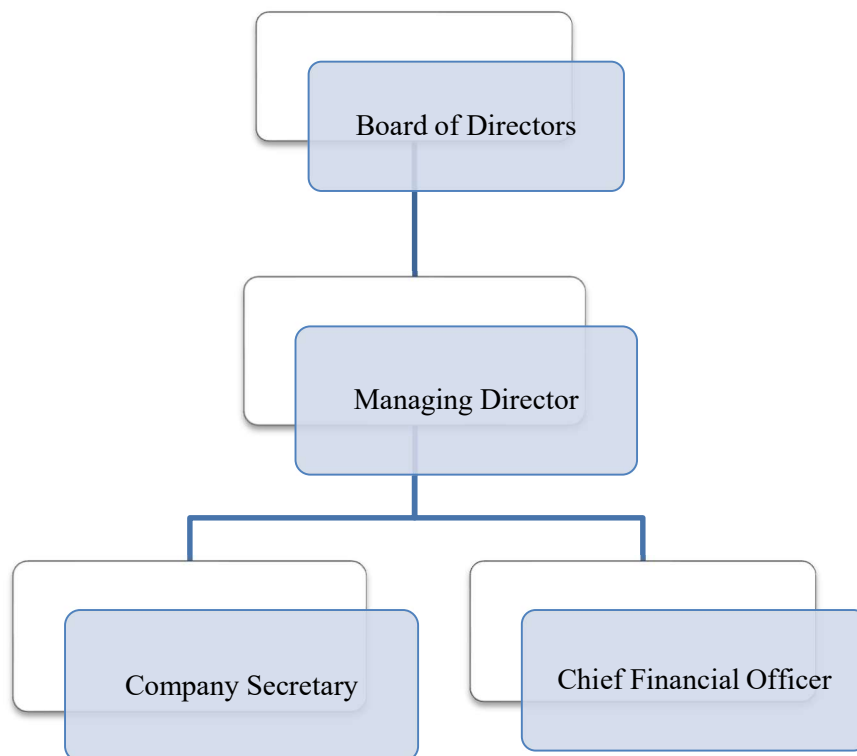 Board of Directors
Managing Director
Company Secretary
Chief Financial Officer